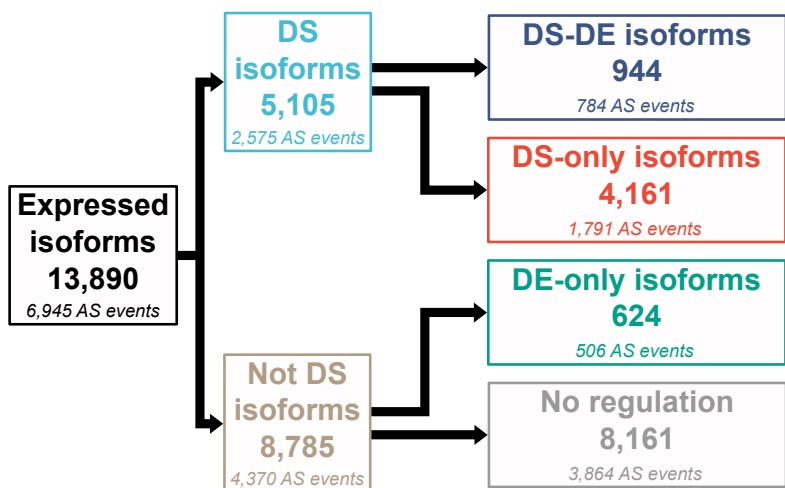 Expressed
isoforms
13,890
6,945 AS events
DS
isoforms
5,105
2,575 AS events
Not DS
isoforms
8,785
4,370 AS events
DS-DE isoforms
944
784 AS events
DS-only isoforms
4,161
1,791 AS events
DE-only isoforms
624
506 AS events
No regulation
8,161
3,864 AS events